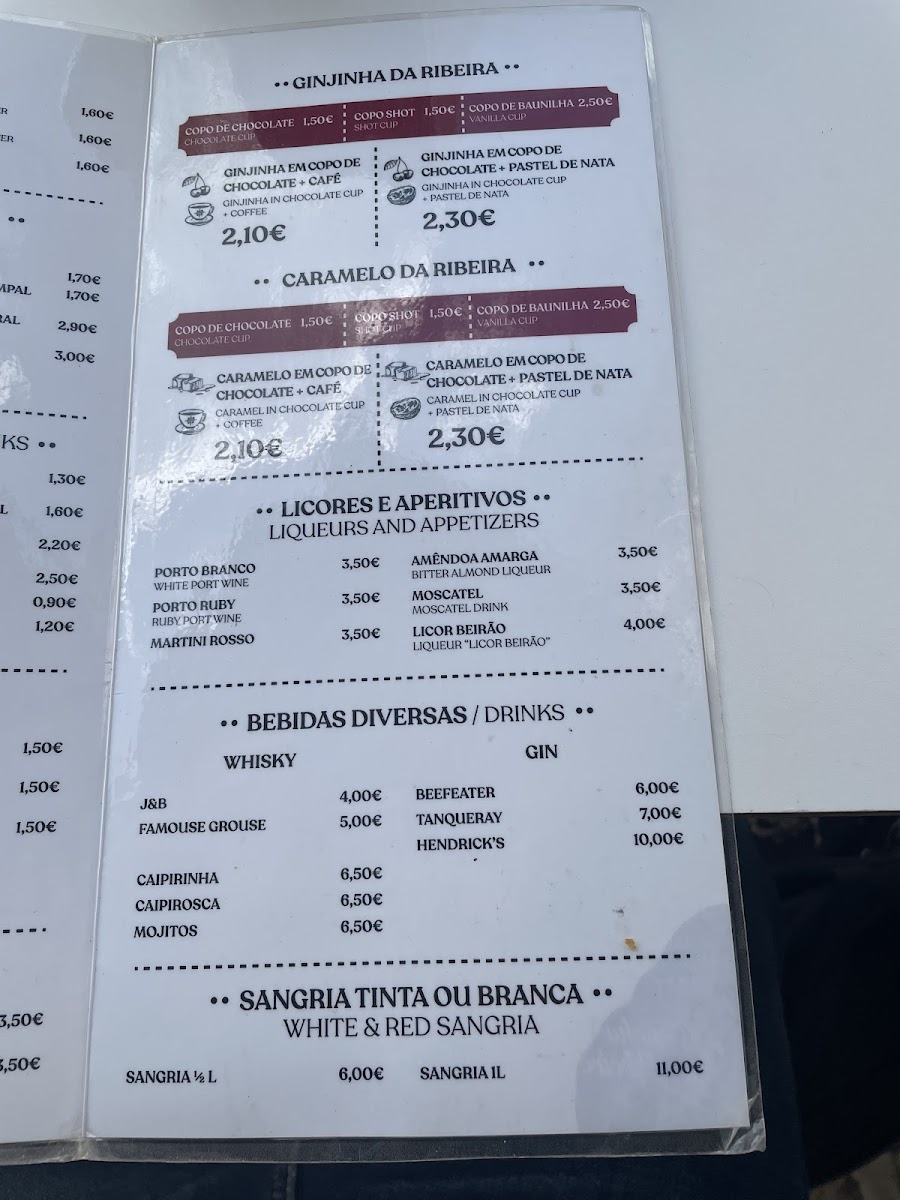 1,60€
1,60€
1,60€
••
1,70€
1,70€
2,90€
3,00€
KS ••
1,30€
1,60€
2,20€
2,50€
0,90€
1,20€
1,50€
1,50€
1,50€
3,50€
3,50€
•• GINJINHA DA RIBEIRA ••
COPO DE CHOCOLATE 1,50€
CHOCOLATE CUP
COPO SHOT 1,50€
SHOT CUP
COPO DE BAUNILHA 2,50€
VANILLA CUP
GINJINHA EM COPO DE
CHOCOLATE + CAFÉ
GINJINHA IN CHOCOLATE CUP
+ COFFEE
2,10€
GINJINHA EM COPO DE
CHOCOLATE + PASTEL DE NATA
GINJINHA IN CHOCOLATE CUP
+ PASTEL DE NATA
2,30€
•• CARAMELO DA RIBEIRA ••
COPO DE CHOCOLATE 1,50€
CHOCOLATE CUP
COPO SHOT 1,50€
SHOT CUP
COPO DE BAUNILHA 2,50€
VANILLA CUP
CARAMELO EM COPO DE
CHOCOLATE + CAFÉ
CARAMEL IN CHOCOLATE CUP
+ COFFEE
2,10€
CARAMELO EM COPO DE
CHOCOLATE + PASTEL DE NATA
CARAMEL IN CHOCOLATE CUP
+ PASTEL DE NATA
2,30€
•• LICORES E APERITIVOS ••
LIQUEURS AND APPETIZERS
PORTO BRANCO 3,50€
WHITE PORT WINE
PORTO RUBY 3,50€
RUBY PORT WINE
MARTINI ROSSO 3,50€
AMÊNDOA AMARGA 3,50€
BITTER ALMOND LIQUEUR
MOSCATEL 3,50€
MOSCATEL DRINK
LICOR BEIRÃO 4,00€
LIQUEUR "LICOR BEIRÃO"
•• BEBIDAS DIVERSAS / DRINKS ••
WHISKY
J&B 4,00€
FAMOUSE GROUSE 5,00€
CAIPIRINHA 6,50€
CAIPIROSCA 6,50€
MOJITOS 6,50€
GIN
BEEFEATER 6,00€
TANQUERAY 7,00€
HENDRICK'S 10,00€
•• SANGRIA TINTA OU BRANCA ••
WHITE & RED SANGRIA
SANGRIA ½ L 6,00€ SANGRIA 1L 11,00€